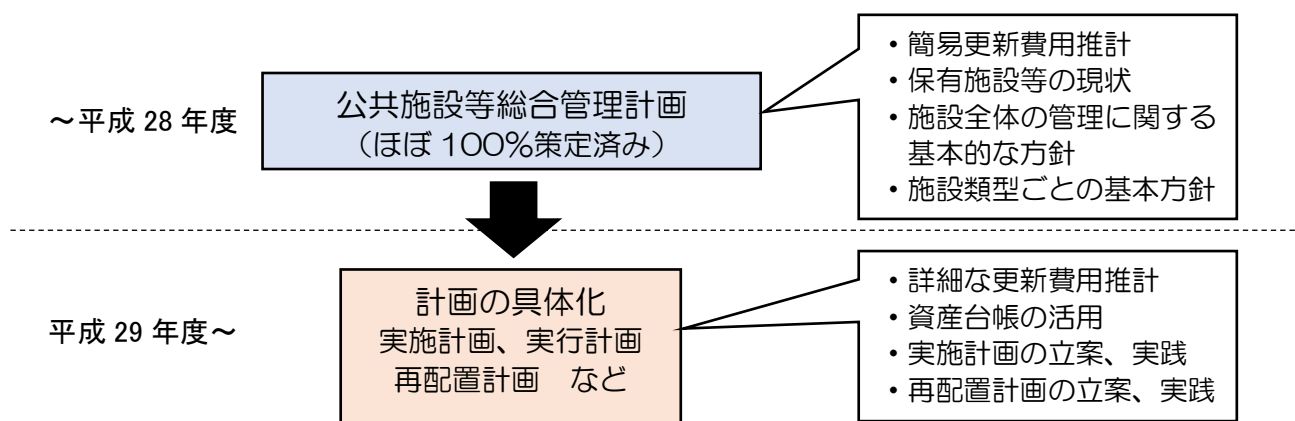 ～平成 28 年度
公共施設等総合管理計画
（ほぼ 100%策定済み）
・簡易更新費用推計
・保有施設等の現状
・施設全体の管理に関する
基本的な方針
・施設類型ごとの基本方針
平成 29 年度～
計画の具体化
実施計画、実行計画
再配置計画　など
・詳細な更新費用推計
・資産台帳の活用
・実施計画の立案、実践
・再配置計画の立案、実践